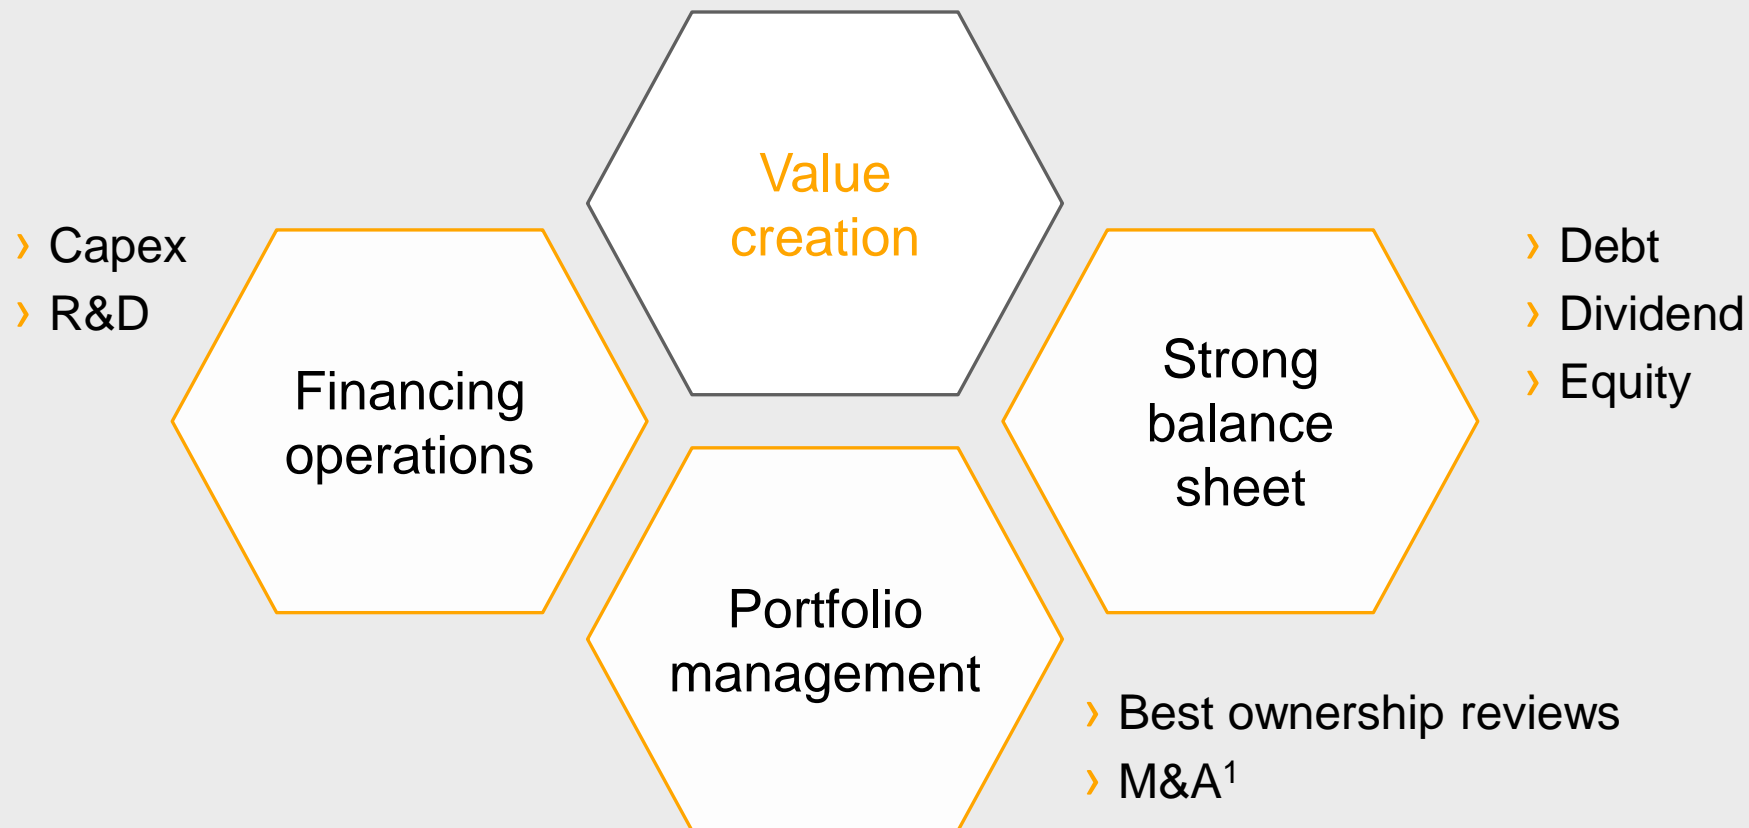 Value
creation
› Capex
› R&D
Financing
operations
Strong
balance
sheet
› Debt
› Dividend
› Equity
Portfolio
management
› Best ownership reviews
› M&A¹